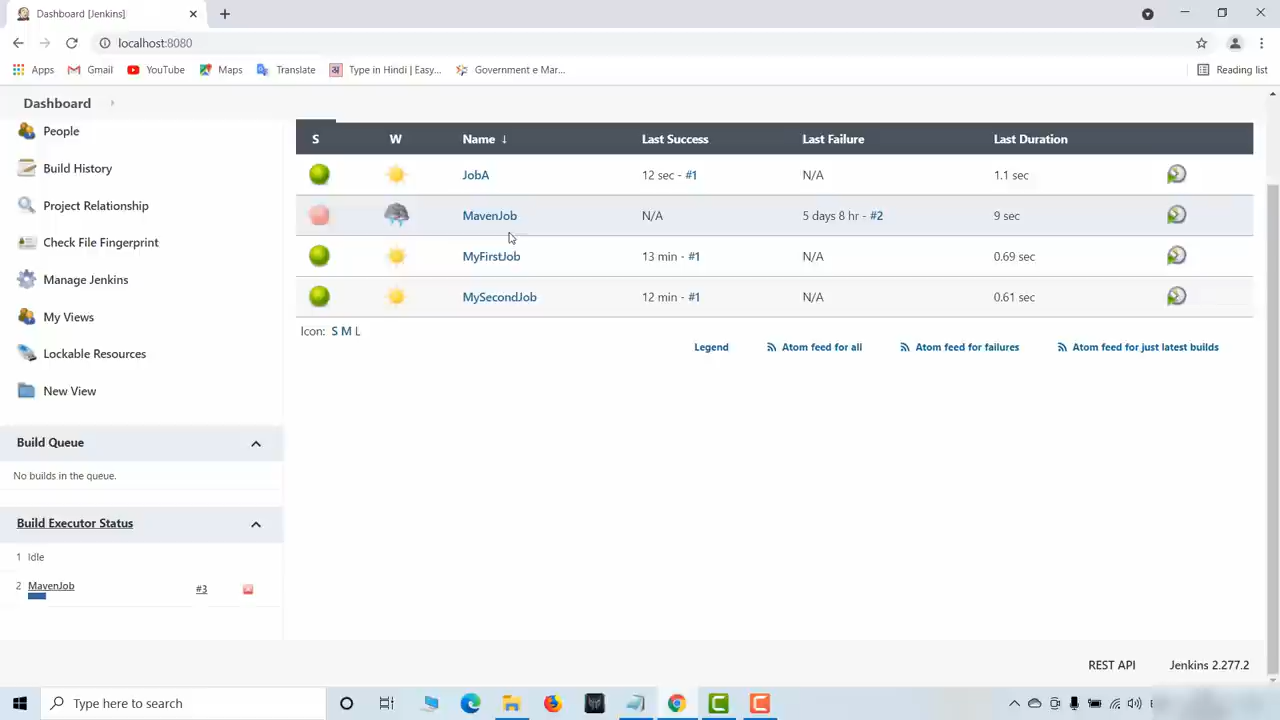 Dashboard [Jenkins]
localhost:8080
Apps Gmail YouTube Maps Translate Type in Hindi | Easy... Government e Mar... Reading list
Dashboard
People
Build History
Project Relationship
Check File Fingerprint
Manage Jenkins
My Views
Lockable Resources
New View
Build Queue
No builds in the queue.
Build Executor Status
1 Idle
2 MavenJob #3
S W Name ↓ Last Success Last Failure Last Duration
JobA 12 sec - #1 N/A 1.1 sec
MavenJob N/A 5 days 8 hr - #2 9 sec
MyFirstJob 13 min - #1 N/A 0.69 sec
MySecondJob 12 min - #1 N/A 0.61 sec
Icon: S M L
Legend Atom feed for all Atom feed for failures Atom feed for just latest builds
REST API Jenkins 2.277.2
Type here to search